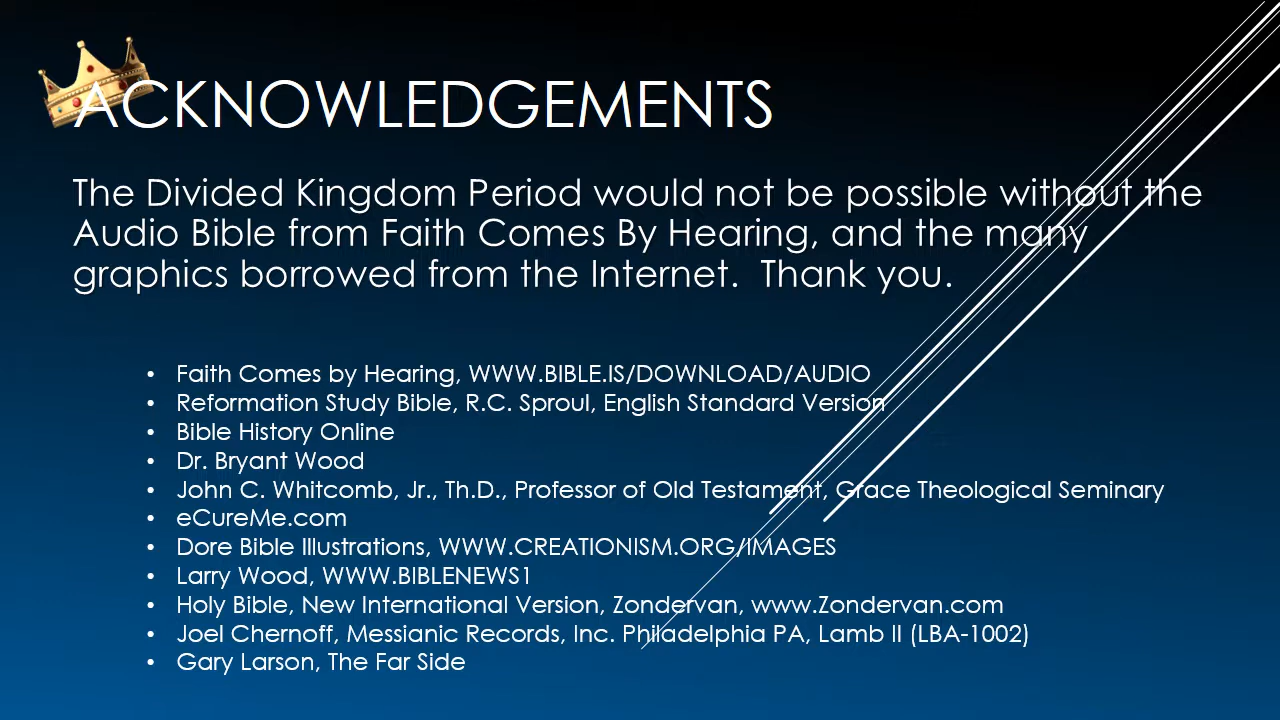 ACKNOWLEDGEMENTS
The Divided Kingdom Period would not be possible without the
Audio Bible from Faith Comes By Hearing, and the many
graphics borrowed from the Internet.  Thank you.
• Faith Comes by Hearing, WWW.BIBLE.IS/DOWNLOAD/AUDIO
• Reformation Study Bible, R.C. Sproul, English Standard Version
• Bible History Online
• Dr. Bryant Wood
• John C. Whitcomb, Jr., Th.D., Professor of Old Testament, Grace Theological Seminary
• eCureMe.com
• Dore Bible Illustrations, WWW.CREATIONISM.ORG/IMAGES
• Larry Wood, WWW.BIBLENEWS1
• Holy Bible, New International Version, Zondervan, www.Zondervan.com
• Joel Chernoff, Messianic Records, Inc. Philadelphia PA, Lamb II (LBA-1002)
• Gary Larson, The Far Side